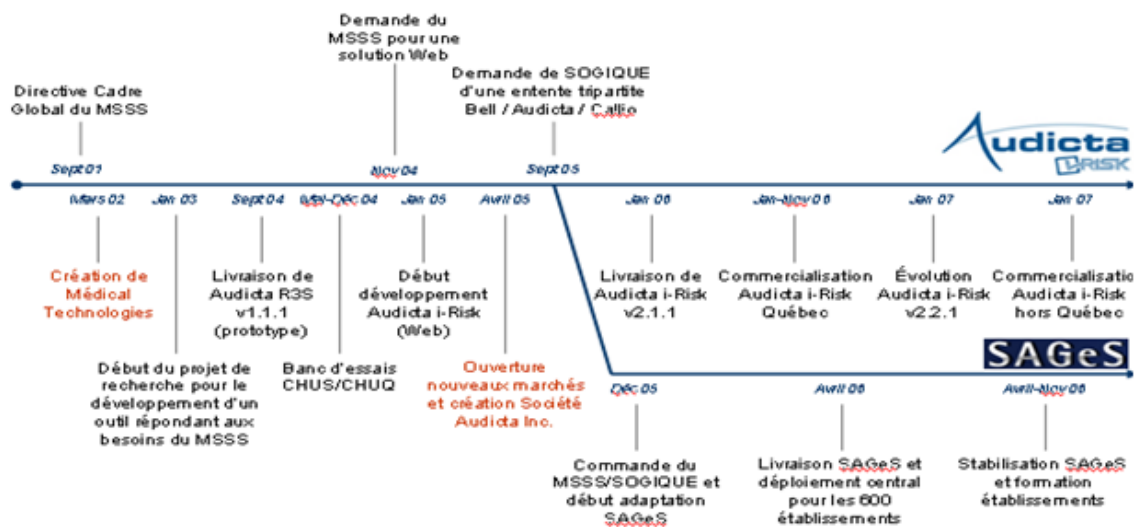 Demande du
MSSS pour une
solution Web
Demande de SOGIQUE
d'une entente tripartite
Bell / Audicta / Callio
Directive Cadre
Global du MSSS
Audicta
i-RISK
Sept 01
Nov 04
Sept 05
Mars 02
Jan 03
Sept 04
Mai-Déc 04
Jan 05
Avril 05
Jan 06
Jan-Nov 06
Jan 07
Jan 07
Création de
Médical
Technologies
Livraison de
Audicta R3S
v1.1.1
(prototype)
Début
développement
Audicta i-Risk
(Web)
Livraison de
Audicta i-Risk
v2.1.1
Commercialisation
Audicta i-Risk
Québec
Évolution
Audicta i-Risk
v2.2.1
Commercialisatio
Audicta i-Risk
hors Québec
Début du projet de
recherche pour le
développement d'un
outil répondant aux
besoins du MSSS
Banc d'essais
CHUS/CHUQ
Ouverture
nouveaux marchés
et création Société
Audicta Inc.
SAGeS
Déc 05
Avril 06
Avril-Nov 06
Commande du
MSSS/SOGIQUE et
début adaptation
SAGeS
Livraison SAGeS et
déploiement central
pour les 600
établissements
Stabilisation SAGeS
et formation
établissements